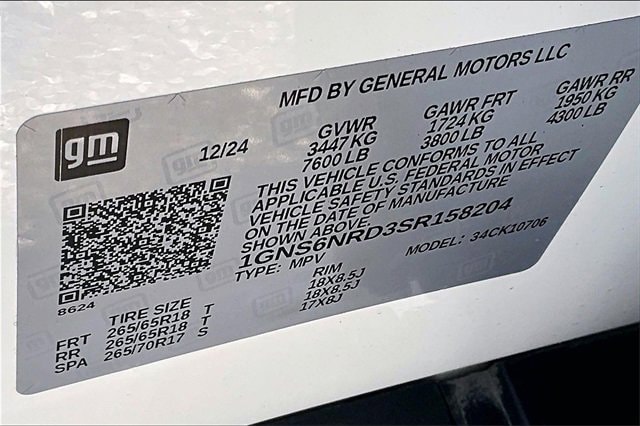 MFD BY GENERAL MOTORS LLC
gm
12/24
GVWR GAWR FRT GAWR RR
3447 KG 1724 KG 1950 KG
7600 LB 3800 LB 4300 LB
THIS VEHICLE CONFORMS TO ALL
APPLICABLE U.S. FEDERAL MOTOR
VEHICLE SAFETY STANDARDS IN EFFECT
ON THE DATE OF MANUFACTURE
SHOWN ABOVE.
1GNS6NRD3SR158204
TYPE: MPV MODEL: 34CK10706
8624
TIRE SIZE RIM
FRT 265/65R18 T 18X8.5J
RR 265/65R18 T 18X8.5J
SPA 265/70R17 S 17X8J